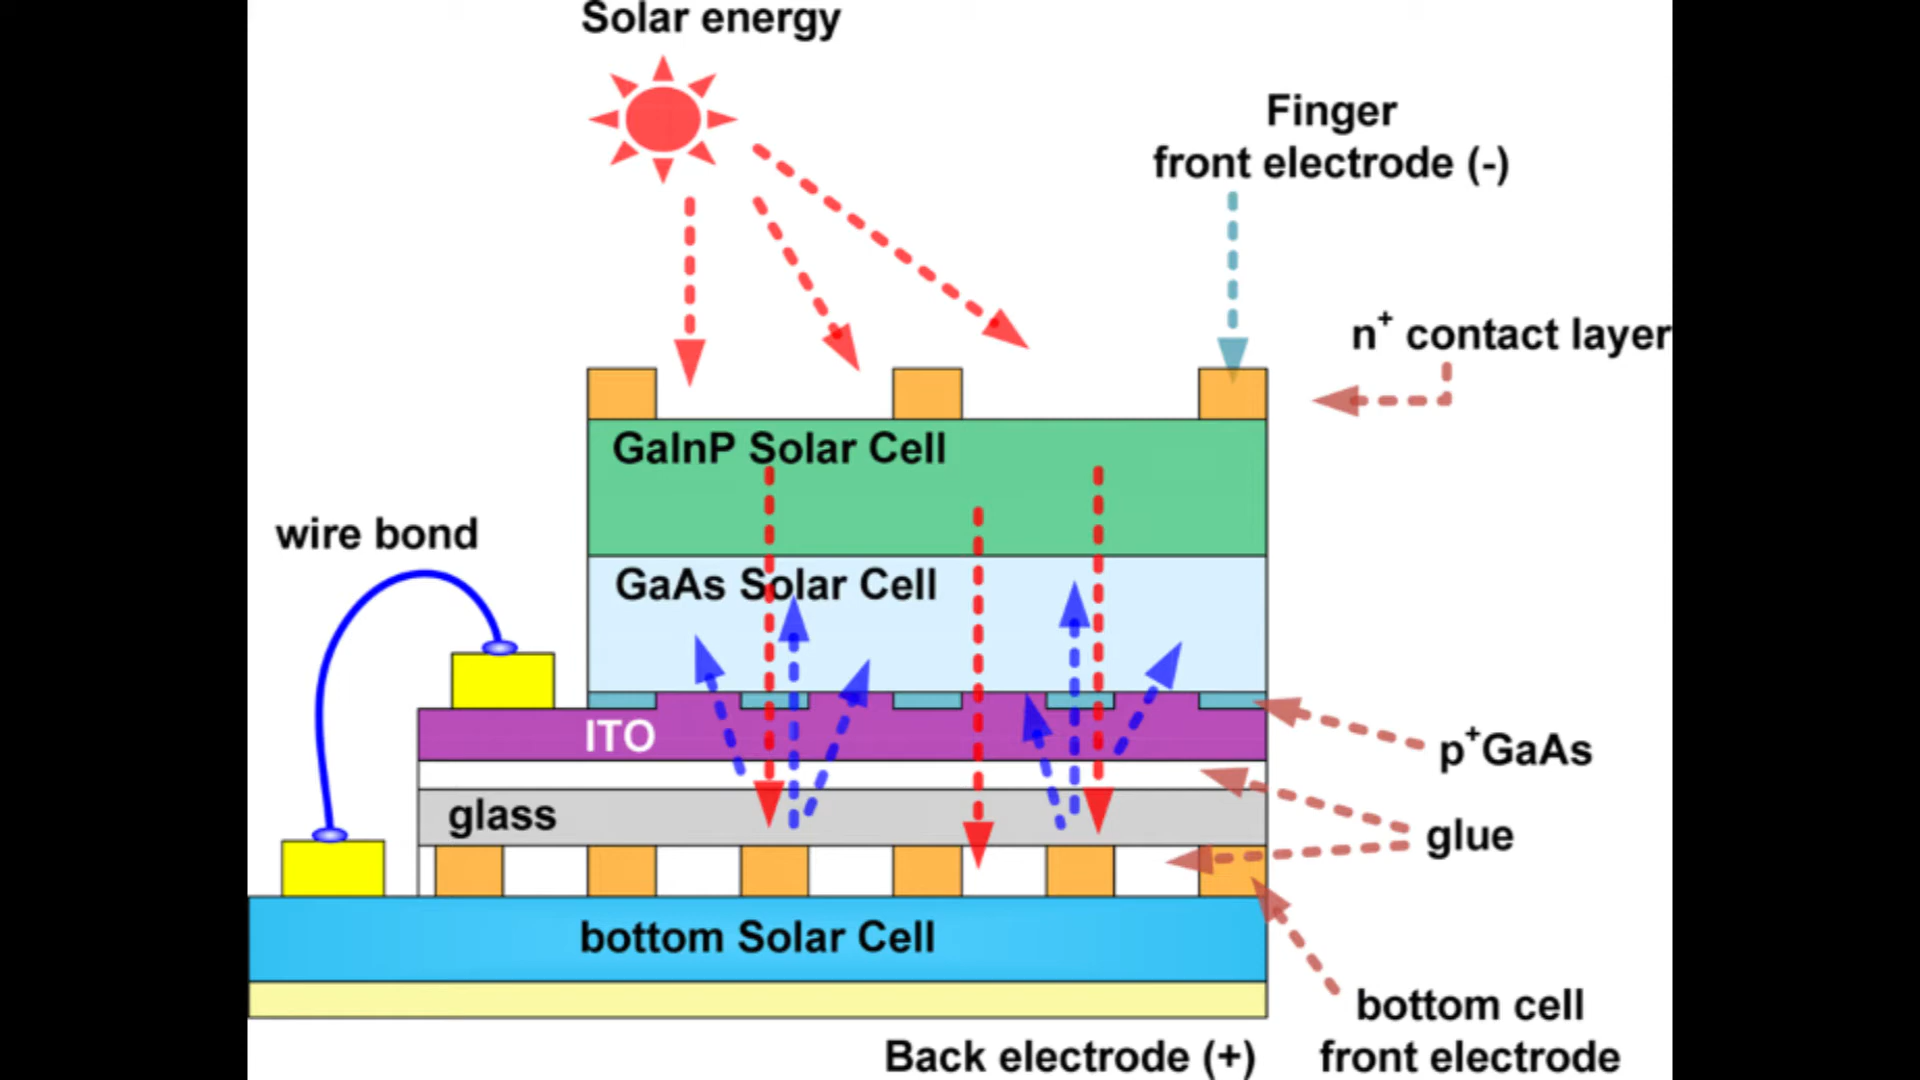 Solar energy
Finger
front electrode (-)
n⁺ contact layer
GaInP Solar Cell
wire bond
GaAs Solar Cell
ITO
p⁺GaAs
glass
glue
bottom Solar Cell
bottom cell
front electrode
Back electrode (+)